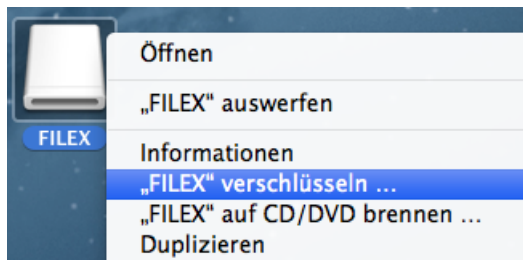 FILEX
Öffnen
„FILEX“ auswerfen
Informationen
„FILEX“ verschlüsseln ...
„FILEX“ auf CD/DVD brennen ...
Duplizieren